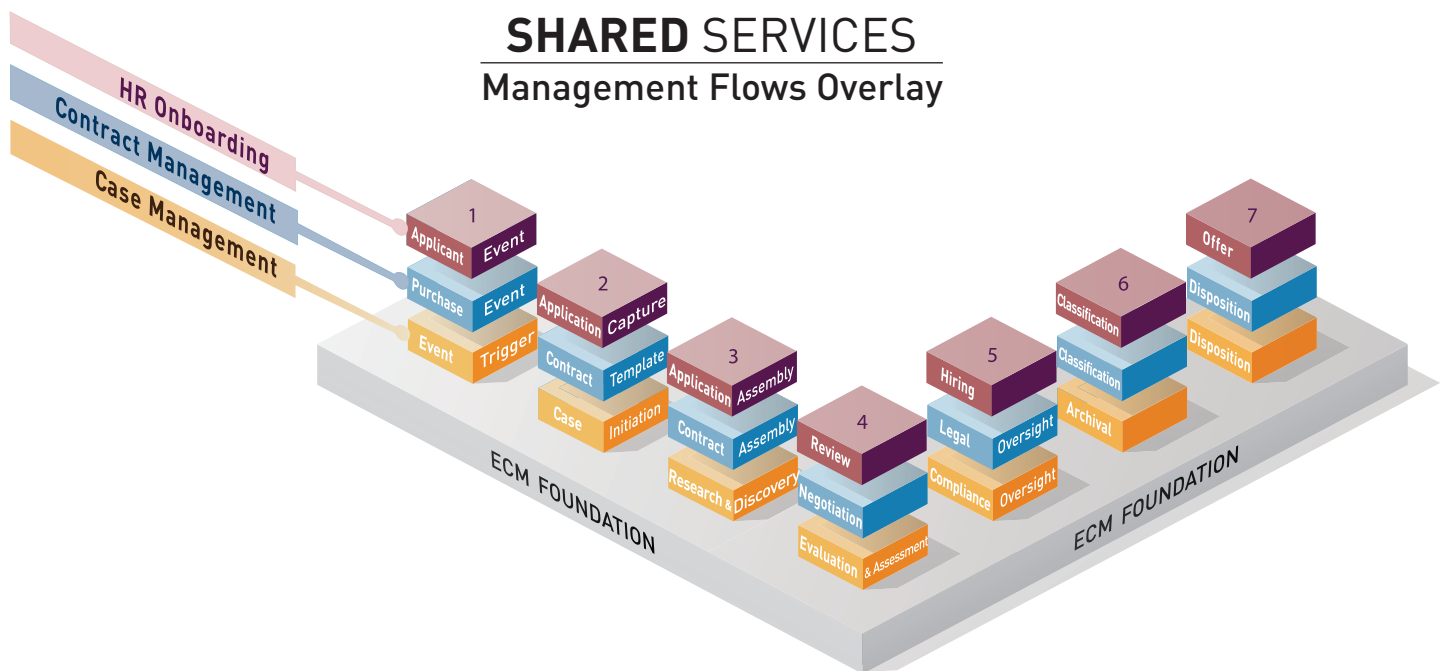 SHARED SERVICES
Management Flows Overlay
HR Onboarding
Contract Management
Case Management
1
Applicant Event
Purchase Event
Event Trigger
2
Application Capture
Contract Template
Case Initiation
3
Application Assembly
Contract Assembly
Research & Discovery
4
Review
Negotiation
Evaluation & Assessment
5
Hiring
Legal Oversight
Compliance Oversight
6
Classification
Classification
Archival
7
Offer
Disposition
Disposition
ECM FOUNDATION
ECM FOUNDATION